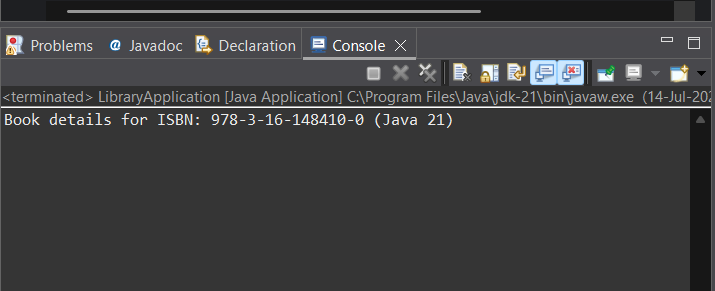 Problems Javadoc Declaration Console
<terminated> LibraryApplication [Java Application] C:\Program Files\Java\jdk-21\bin\javaw.exe (14-Jul-202
Book details for ISBN: 978-3-16-148410-0 (Java 21)